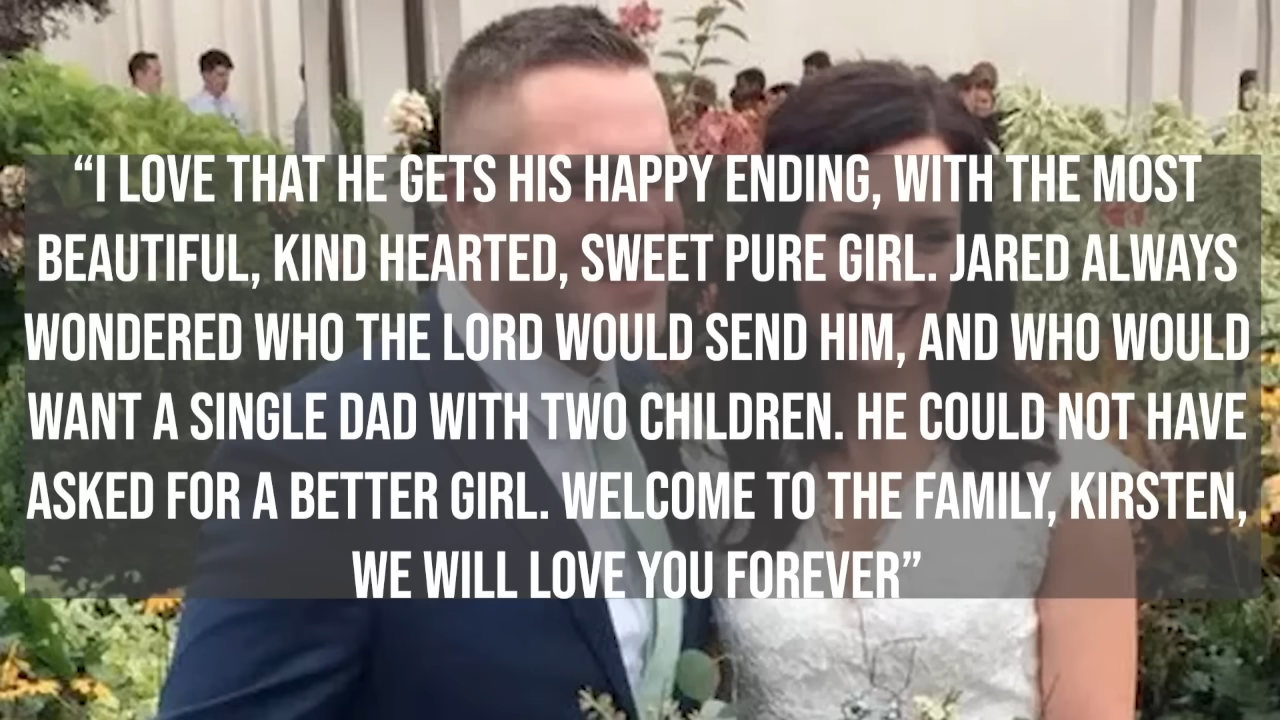 “I LOVE THAT HE GETS HIS HAPPY ENDING, WITH THE MOST
BEAUTIFUL, KIND HEARTED, SWEET PURE GIRL. JARED ALWAYS
WONDERED WHO THE LORD WOULD SEND HIM, AND WHO WOULD
WANT A SINGLE DAD WITH TWO CHILDREN. HE COULD NOT HAVE
ASKED FOR A BETTER GIRL. WELCOME TO THE FAMILY, KIRSTEN,
WE WILL LOVE YOU FOREVER”